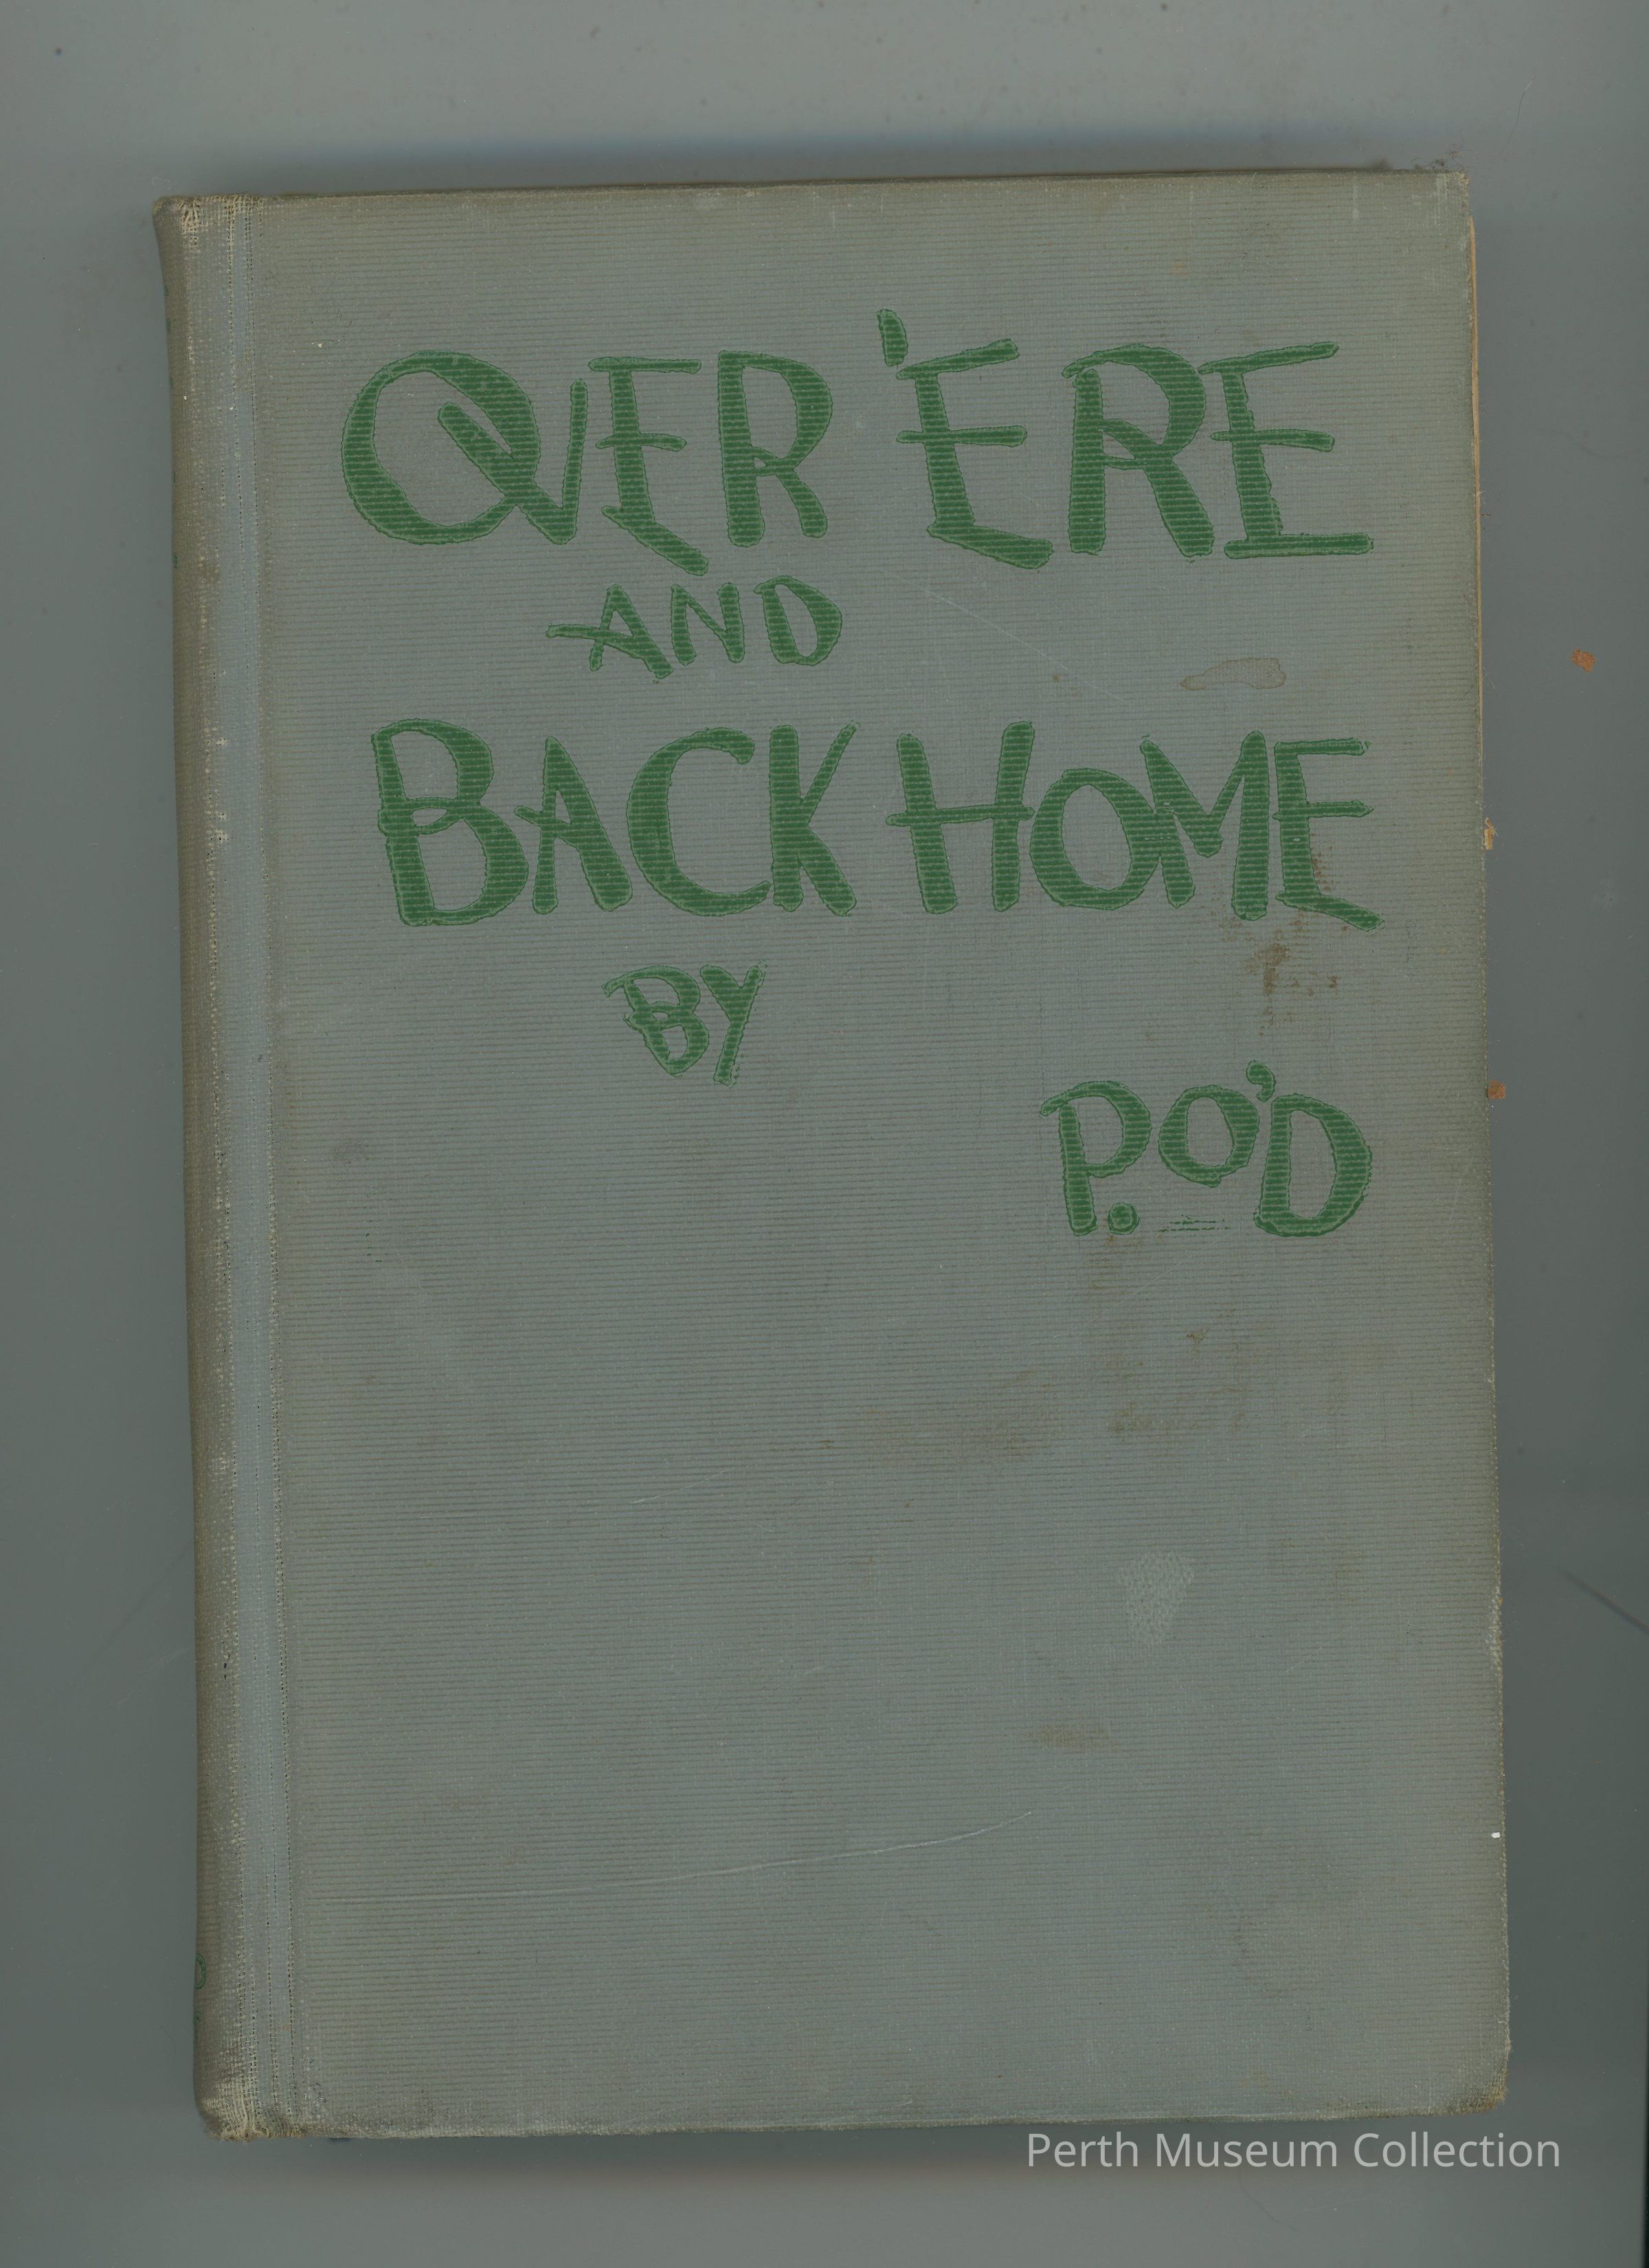 OVER 'ERE
AND
BACK HOME
BY
P. O'D
Perth Museum Collection